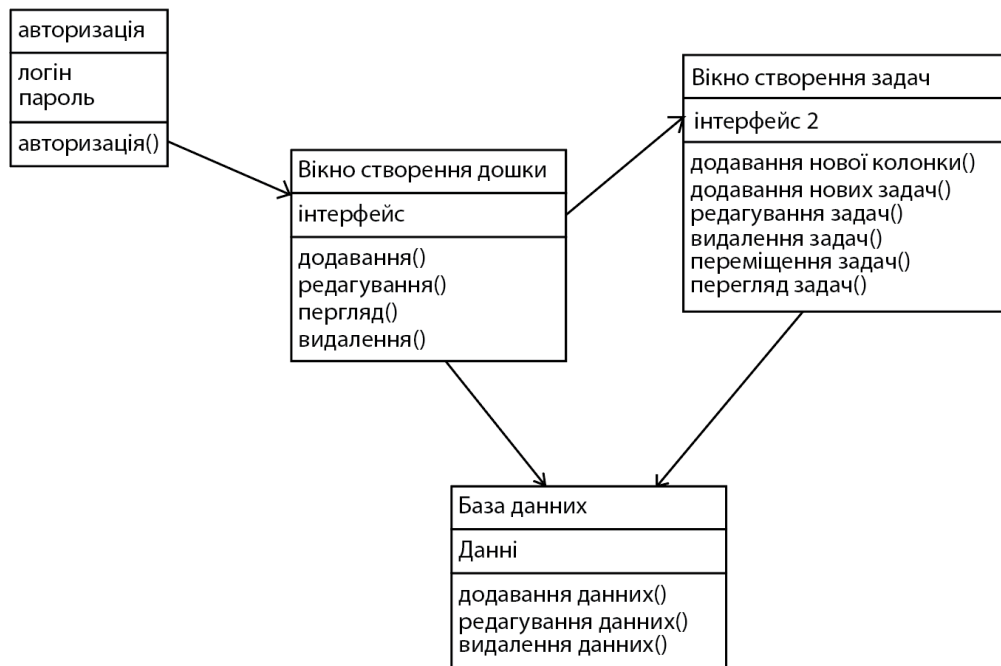 авторизація
логін
пароль
авторизація()
Вікно створення дошки
інтерфейс
додавання()
редагування()
пергляд()
видалення()
Вікно створення задач
інтерфейс 2
додавання нової колонки()
додавання нових задач()
редагування задач()
видалення задач()
переміщення задач()
перегляд задач()
База данних
Данні
додавання данних()
редагування данних()
видалення данних()